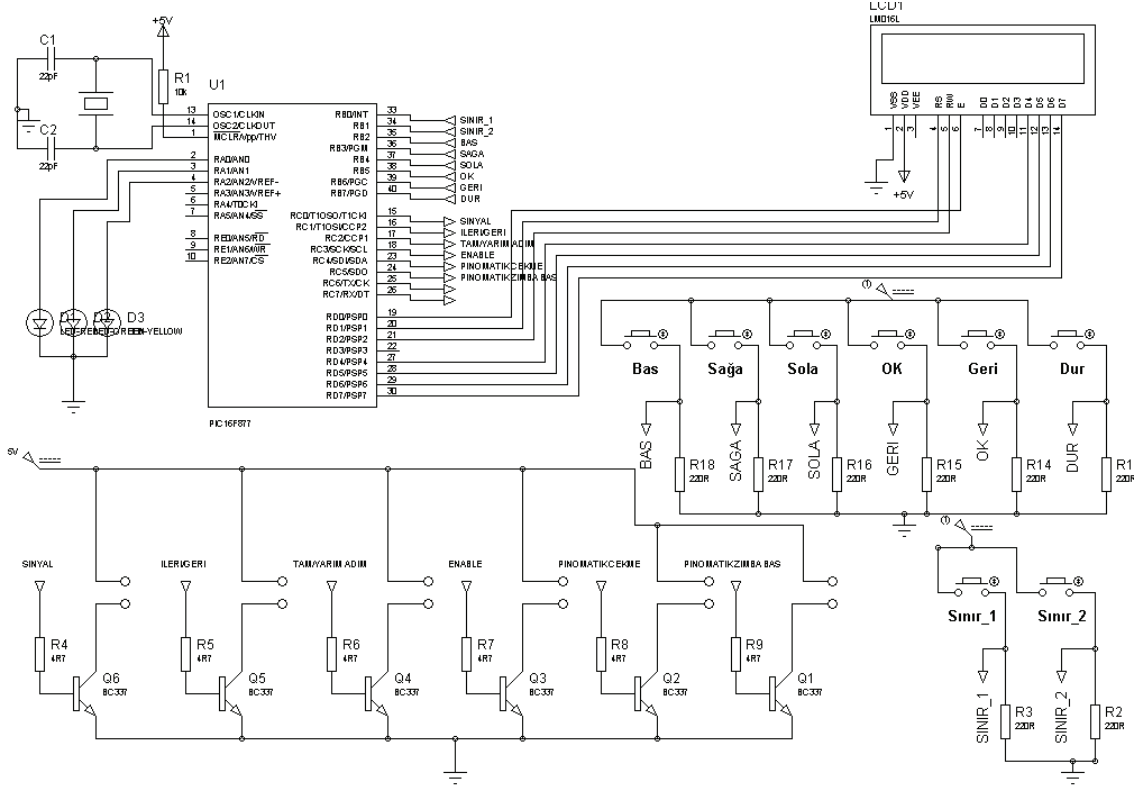 LCD1
LM016L
+5V
C1
22pF
R1
10k
U1
C2
22pF
13
14
1
2
3
4
5
6
7
8
9
10
OSC1/CLKIN
OSC2/CLKOUT
MCLR/Vpp/THV
RA0/AN0
RA1/AN1
RA2/AN2/VREF-
RA3/AN3/VREF+
RA4/T0CKI
RA5/AN4/SS
RE0/AN5/RD
RE1/AN6/WR
RE2/AN7/CS
RB0/INT
RB1
RB2
RB3/PGM
RB4
RB5
RB6/PGC
RB7/PGD
RC0/T1OSO/T1CKI
RC1/T1OSI/CCP2
RC2/CCP1
RC3/SCK/SCL
RC4/SDI/SDA
RC5/SDO
RC6/TX/CK
RC7/RX/DT
RD0/PSP0
RD1/PSP1
RD2/PSP2
RD3/PSP3
RD4/PSP4
RD5/PSP5
RD6/PSP6
RD7/PSP7
33
34
35
36
37
38
39
40
15
16
17
18
23
24
25
26
19
20
21
22
27
28
29
30
SINIR_1
SINIR_2
BAS
SAGA
SOLA
OK
GERI
DUR
SINYAL
ILERI/GERI
TAM/YARIM ADIM
ENABLE
PINOMATIKCEKME
PINOMATIKZIMBA BAS
PIC16F877
VSS
VDD
VEE
RS
RW
E
D0
D1
D2
D3
D4
D5
D6
D7
1
2
3
4
5
6
7
8
9
10
11
12
13
14
+5V
D1
D2
D3
Bas
Sağa
Sola
OK
Geri
Dur
BAS
SAGA
SOLA
GERI
OK
DUR
R18
220R
R17
220R
R16
220R
R15
220R
R14
220R
R1
220R
5V
SINYAL
ILERI/GERI
TAM/YARIM ADIM
ENABLE
PINOMATIKCEKME
PINOMATIKZIMBA BAS
R4
4R7
R5
4R7
R6
4R7
R7
4R7
R8
4R7
R9
4R7
Q6
BC337
Q5
BC337
Q4
BC337
Q3
BC337
Q2
BC337
Q1
BC337
Sınır_1
Sınır_2
SINIR_1
SINIR_2
R3
220R
R2
220R